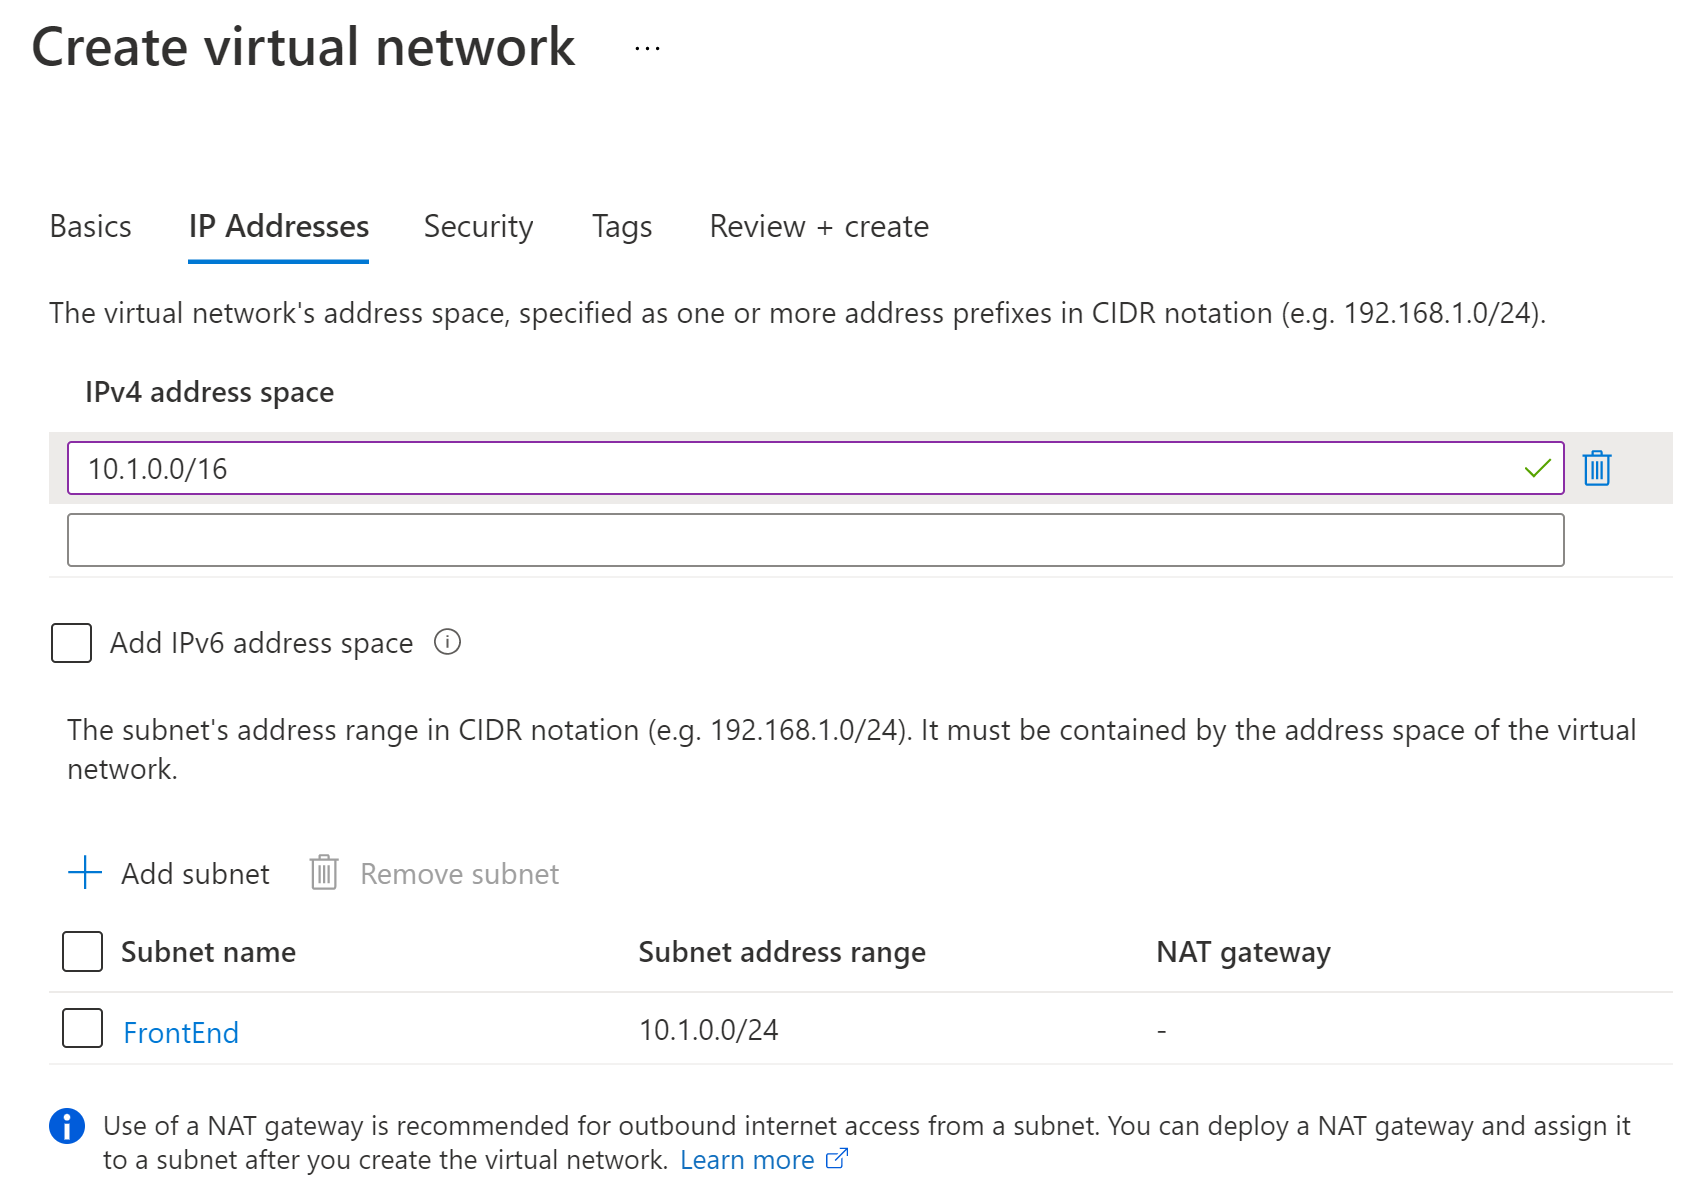 Create virtual network ...
Basics IP Addresses Security Tags Review + create
The virtual network's address space, specified as one or more address prefixes in CIDR notation (e.g. 192.168.1.0/24).
IPv4 address space
10.1.0.0/16
Add IPv6 address space
The subnet's address range in CIDR notation (e.g. 192.168.1.0/24). It must be contained by the address space of the virtual
network.
Add subnet Remove subnet
Subnet name Subnet address range NAT gateway
FrontEnd 10.1.0.0/24 -
Use of a NAT gateway is recommended for outbound internet access from a subnet. You can deploy a NAT gateway and assign it
to a subnet after you create the virtual network. Learn more